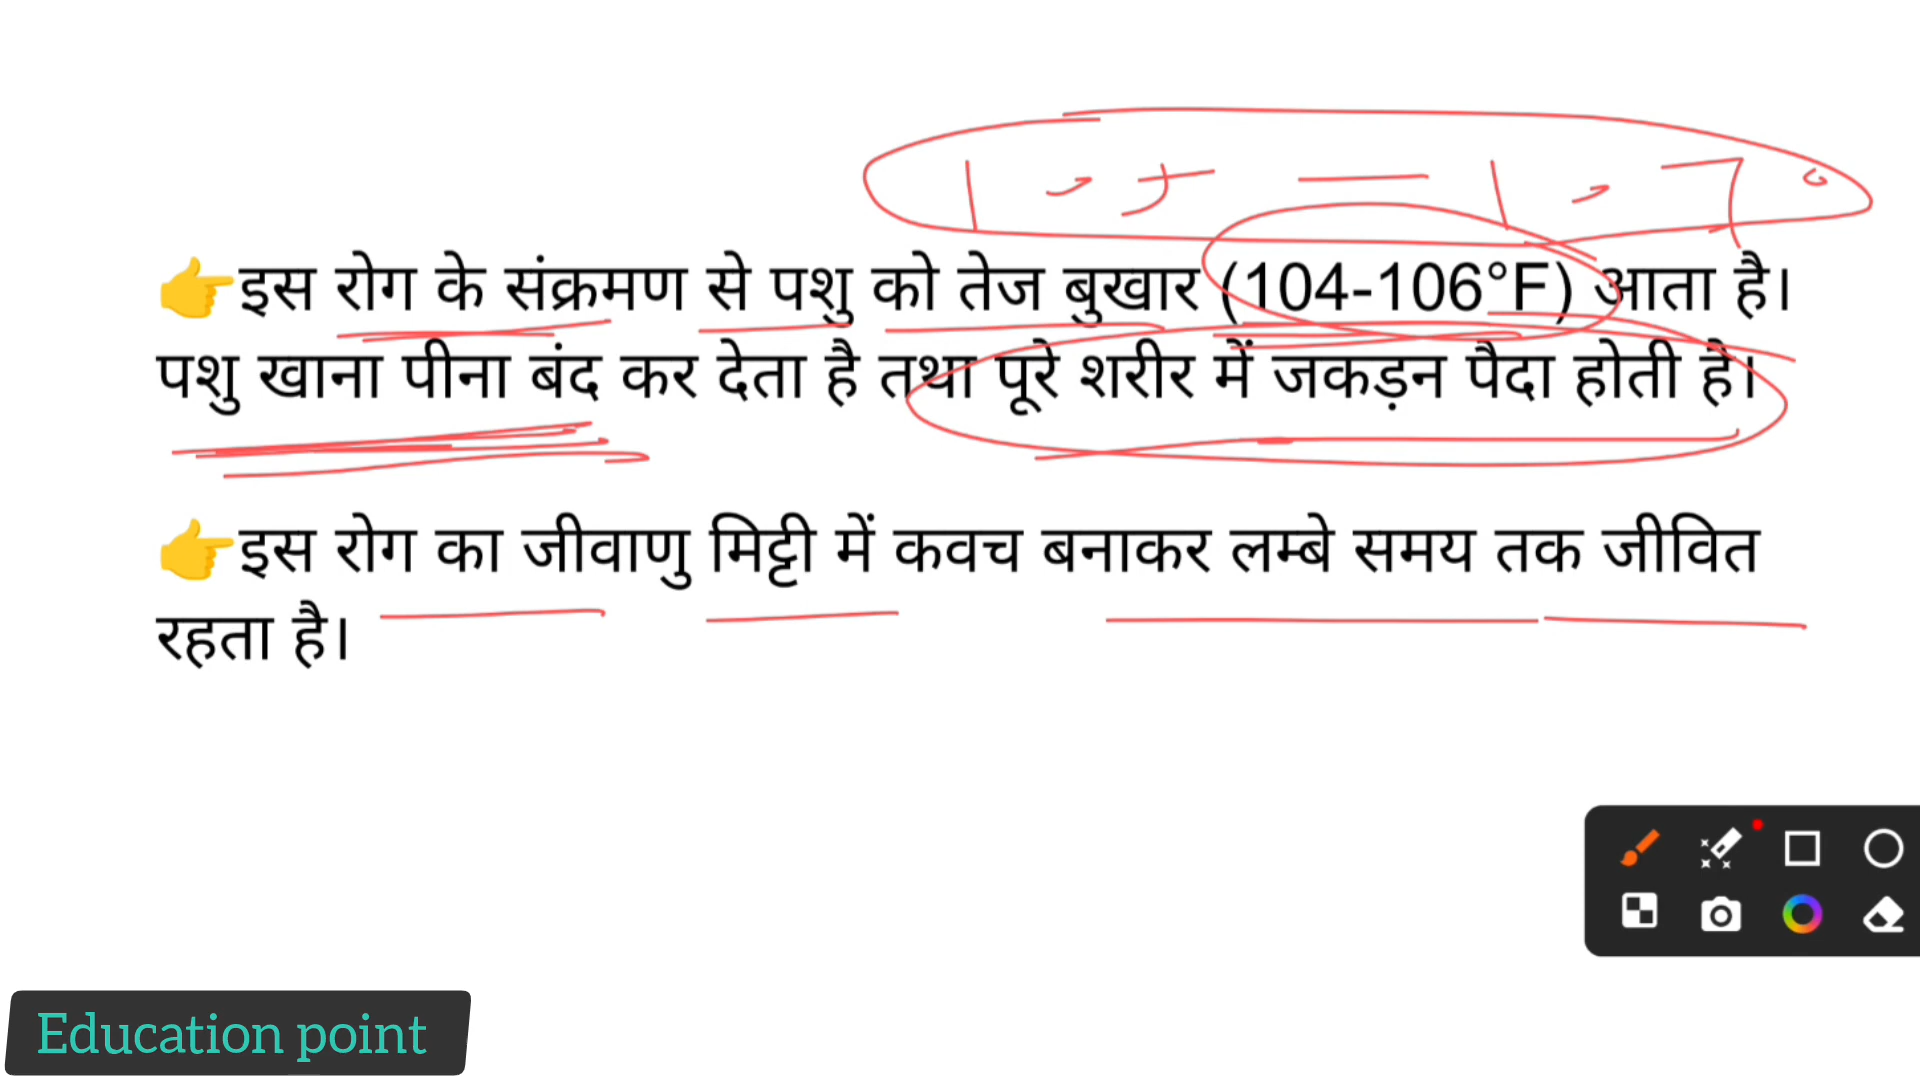 👉इस रोग के संक्रमण से पशु को तेज बुखार (104-106°F) आता है।
पशु खाना पीना बंद कर देता है तथा पूरे शरीर में जकड़न पैदा होती है।
👉इस रोग का जीवाणु मिट्टी में कवच बनाकर लम्बे समय तक जीवित
रहता है।
Education point